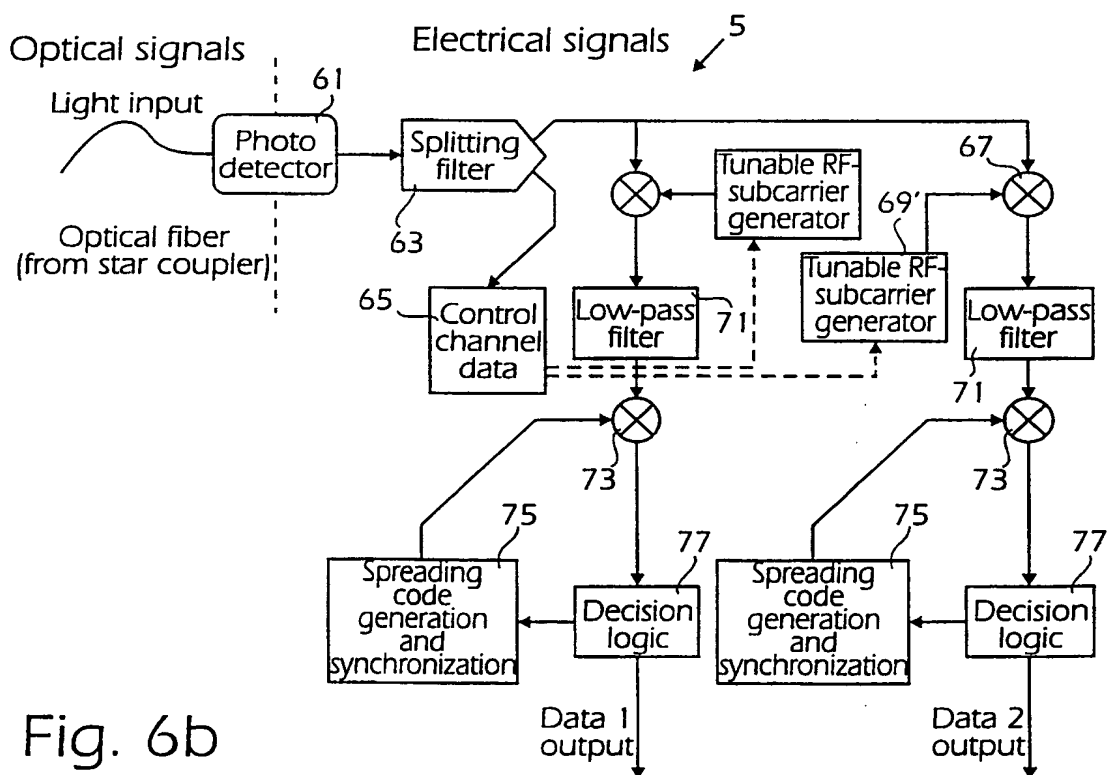 Optical signals
Electrical signals
5
Light input
61
Photo
detector
Splitting
filter
63
Optical fiber
(from star coupler)
Tunable RF-
subcarrier
generator
67
69'
Tunable RF-
subcarrier
generator
65
Control
channel
data
Low-pass
filter
71
Low-pass
filter
71
73
73
75
Spreading
code
generation
and
synchronization
77
Decision
logic
75
Spreading
code
generation
and
synchronization
77
Decision
logic
Data 1
output
Data 2
output
Fig. 6b